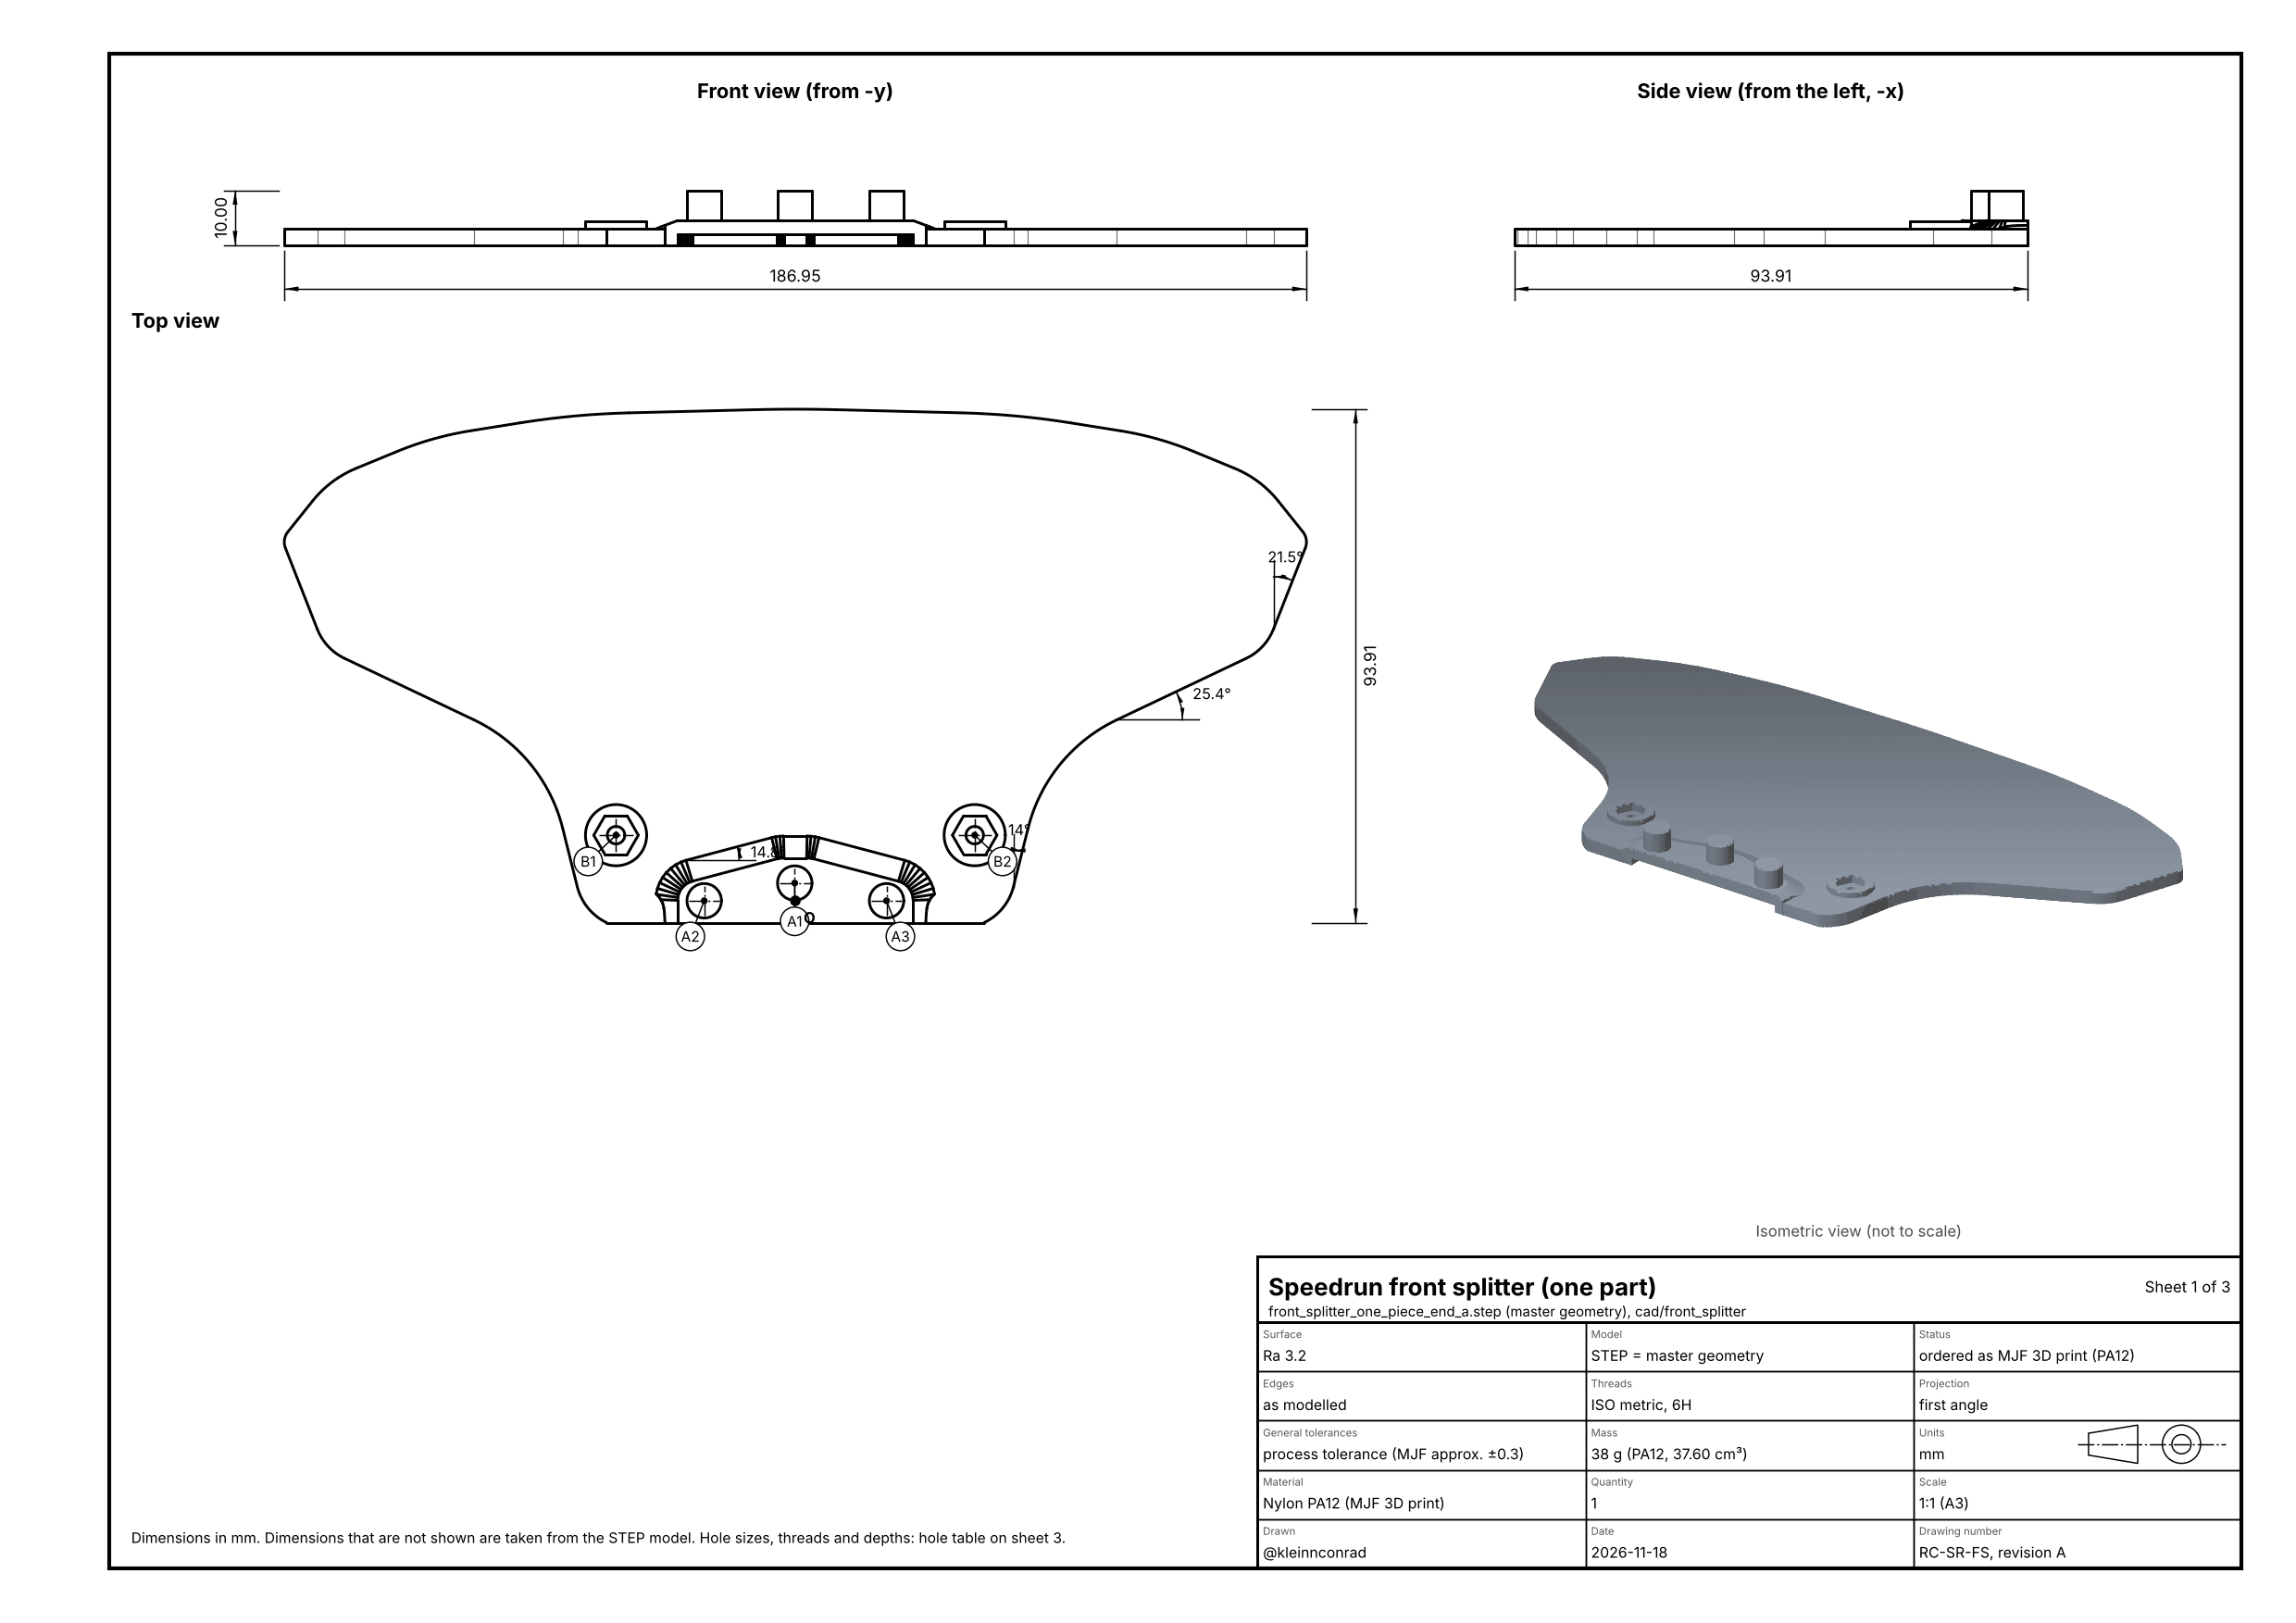 Front view (from -y)
Side view (from the left, -x)
10.00
186.95
93.91
Top view
21.5°
93.91
25.4°
14°
14.8
B1
B2
A1
0
A2
A3
Isometric view (not to scale)
Speedrun front splitter (one part)
Sheet 1 of 3
front_splitter_one_piece_end_a.step (master geometry), cad/front_splitter
Surface
Model
Status
Ra 3.2
STEP = master geometry
ordered as MJF 3D print (PA12)
Edges
Threads
Projection
as modelled
ISO metric, 6H
first angle
General tolerances
Mass
Units
process tolerance (MJF approx. ±0.3)
38 g (PA12, 37.60 cm³)
mm
Material
Quantity
Scale
Nylon PA12 (MJF 3D print)
1
1:1 (A3)
Drawn
Date
Drawing number
@kleinnconrad
2026-11-18
RC-SR-FS, revision A
Dimensions in mm. Dimensions that are not shown are taken from the STEP model. Hole sizes, threads and depths: hole table on sheet 3.